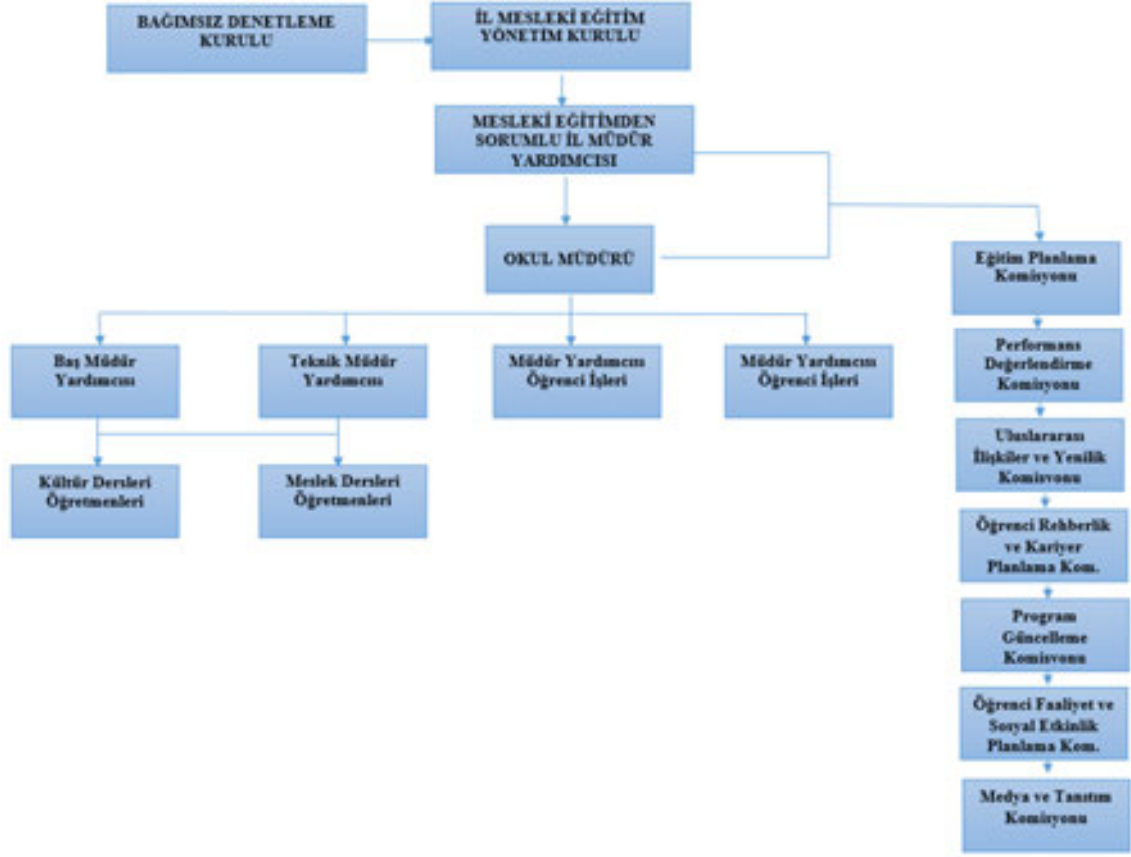 BAĞIMSIZ DENETLEME
KURULU
İL MESLEKİ EĞİTİM
YÖNETİM KURULU
MESLEKİ EĞİTİMDEN
SORUMLU İL MÜDÜR
YARDIMCISI
OKUL MÜDÜRÜ
Baş Müdür
Yardımcısı
Teknik Müdür
Yardımcısı
Müdür Yardımcısı
Öğrenci İşleri
Müdür Yardımcısı
Öğrenci İşleri
Kültür Dersleri
Öğretmenleri
Meslek Dersleri
Öğretmenleri
Eğitim Planlama
Komisyonu
Performans
Değerlendirme
Komisyonu
Uluslararası
İlişkiler ve Yenilik
Komisyonu
Öğrenci Rehberlik
ve Kariyer
Planlama Kom.
Program
Güncelleme
Komisyonu
Öğrenci Faaliyet ve
Sosyal Etkinlik
Planlama Kom.
Medya ve Tanıtım
Komisyonu